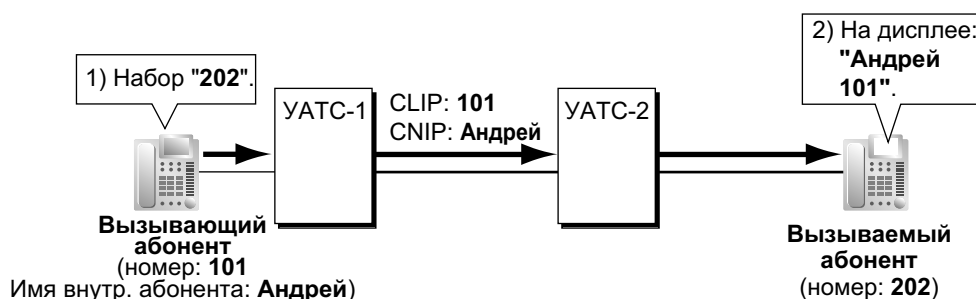 1) Набор "202".
УАТС-1
CLIP: 101
CNIP: Андрей
УАТС-2
2) На дисплее:
"Андрей
101".
Вызывающий
абонент
(номер: 101
Имя внутр. абонента: Андрей)
Вызываемый
абонент
(номер: 202)